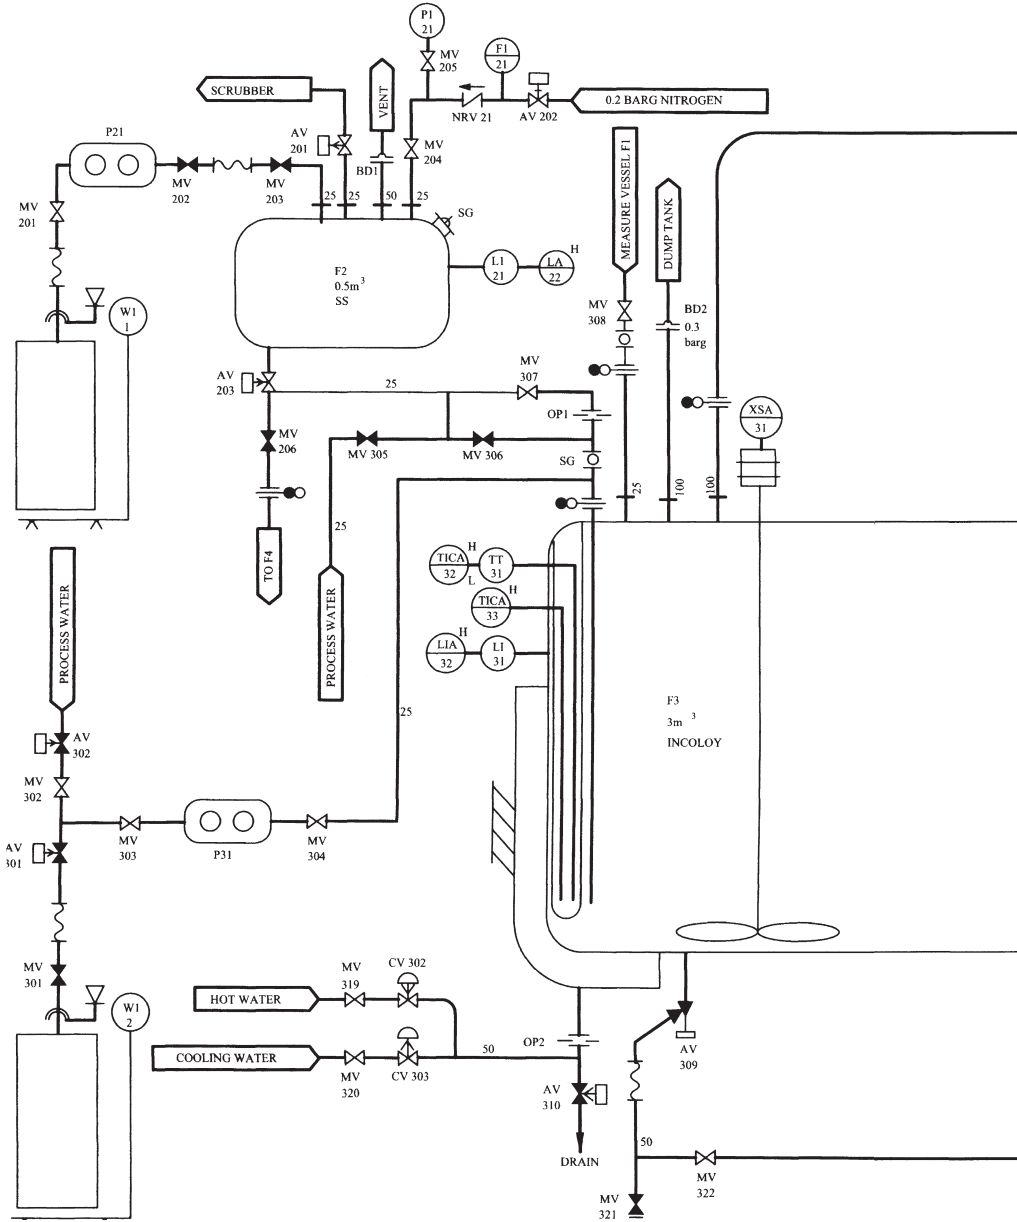 P1
21
MV
205
F1
21
SCRUBBER
VENT
0.2 BARG NITROGEN
NRV 21
AV 202
P21
AV
201
MV
204
BD1
MV
202
MV
203
MV
201
25
25
50
25
SG
MEASURE VESSEL F1
DUMP TANK
F2
0.5m3
SS
L1
21
LA
22
H
W1
1
MV
308
BD2
0.3
barg
AV
203
25
MV
307
OP1
XSA
31
MV
206
MV 305
MV 306
SG
25
100
100
25
TO F4
PROCESS WATER
PROCESS WATER
TICA
32
H
L
TT
31
TICA
33
H
LIA
32
H
LI
31
F3
3m3
INCOLOY
25
AV
302
MV
302
AV
301
MV
303
P31
MV
304
MV
301
W1
2
MV
319
CV 302
HOT WATER
COOLING WATER
MV
320
CV 303
50
OP2
AV
310
DRAIN
AV
309
50
MV
322
MV
321